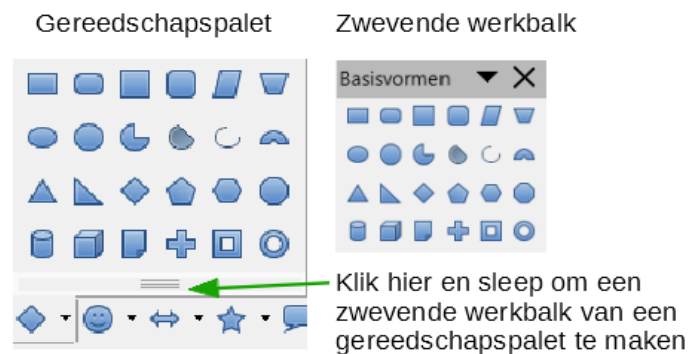 Gereedschapspalet
Zwevende werkbalk
Basisvormen
Klik hier en sleep om een
zwevende werkbalk van een
gereedschapspalet te maken